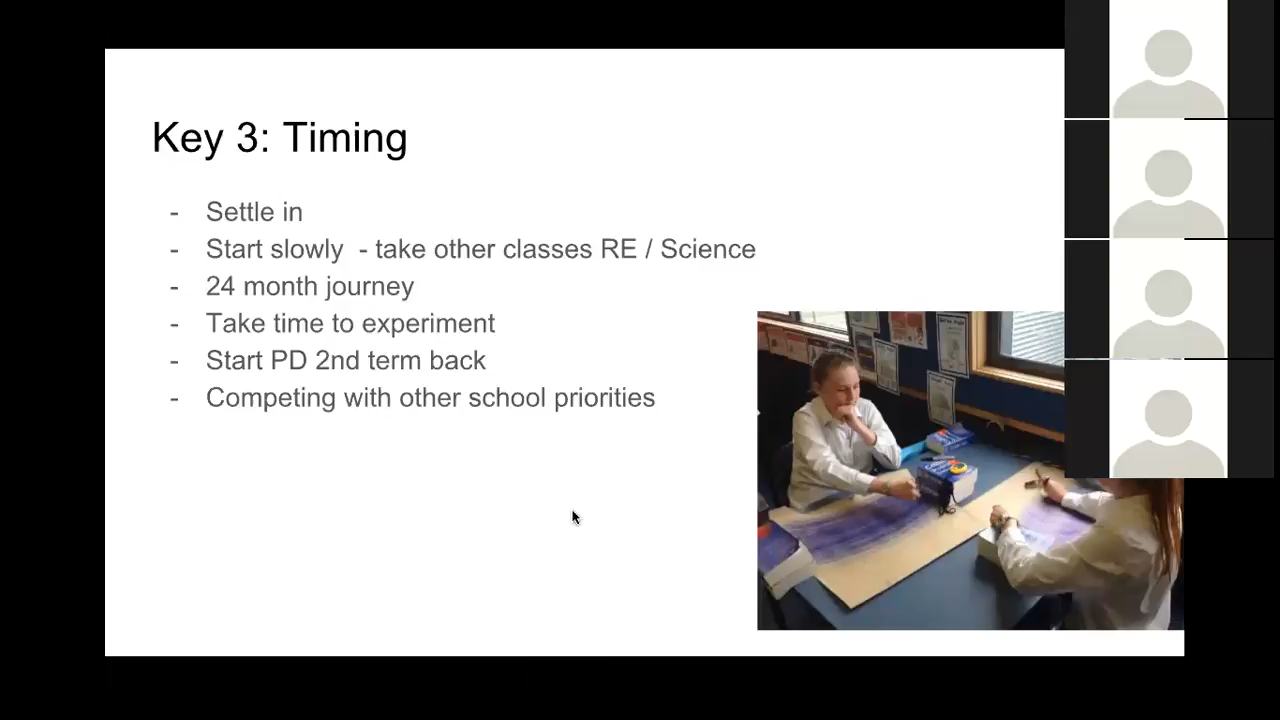 Key 3: Timing
- Settle in
- Start slowly - take other classes RE / Science
- 24 month journey
- Take time to experiment
- Start PD 2nd term back
- Competing with other school priorities